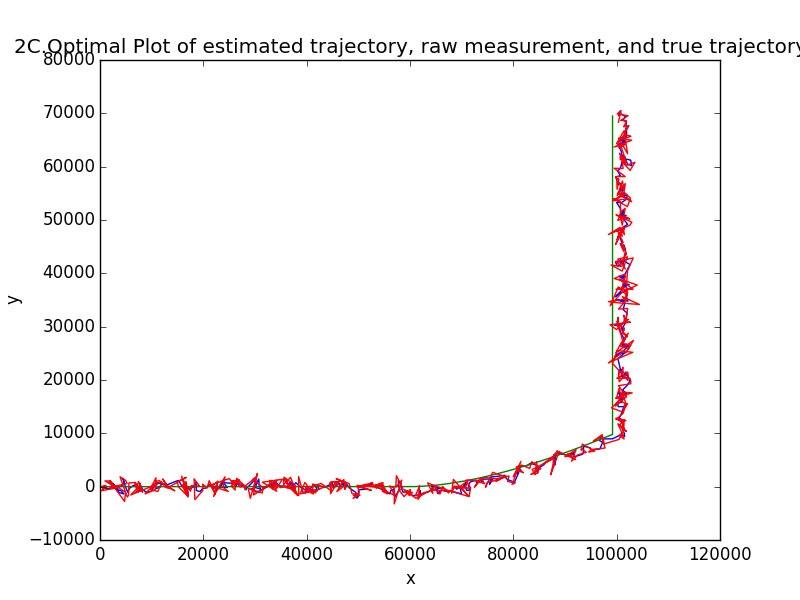 2C.Optimal Plot of estimated trajectory, raw measurement, and true trajectory
80000
70000
60000
50000
40000
30000
20000
10000
0
−10000
y
0 20000 40000 60000 80000 100000 120000
x